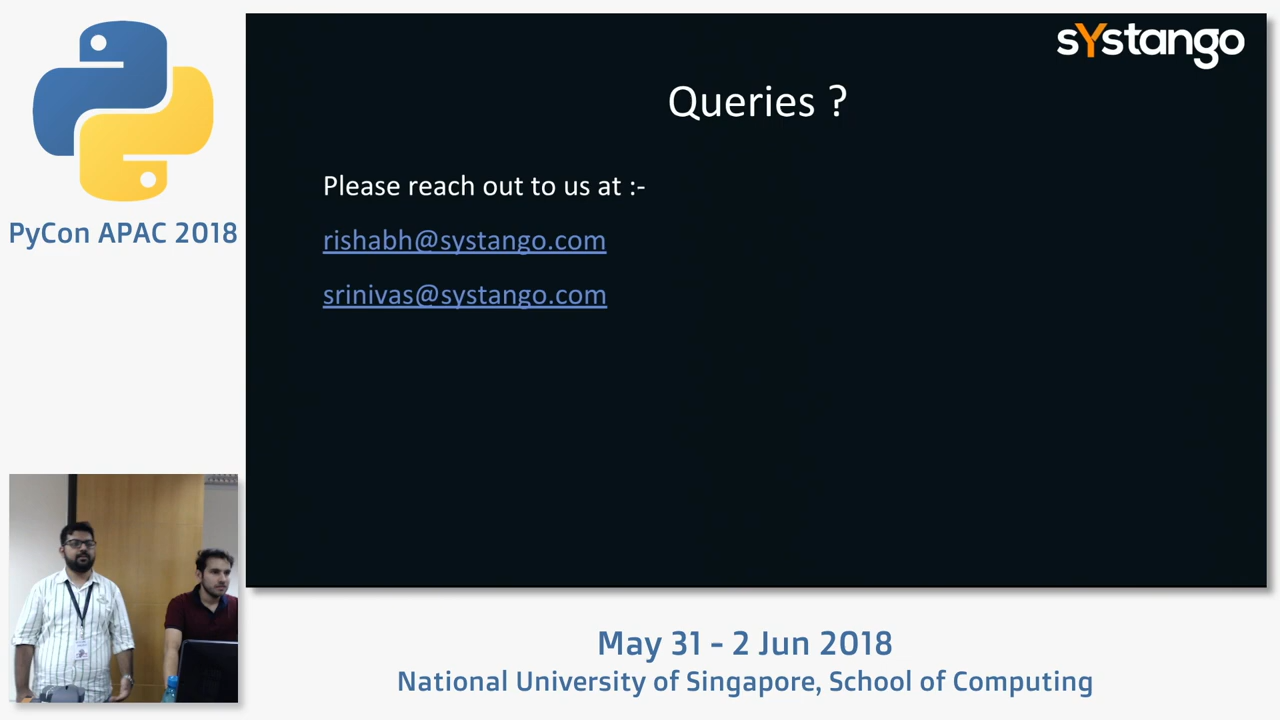 sYstango
Queries ?
Please reach out to us at :-
rishabh@systango.com
srinivas@systango.com
PyCon APAC 2018
May 31 - 2 Jun 2018
National University of Singapore, School of Computing